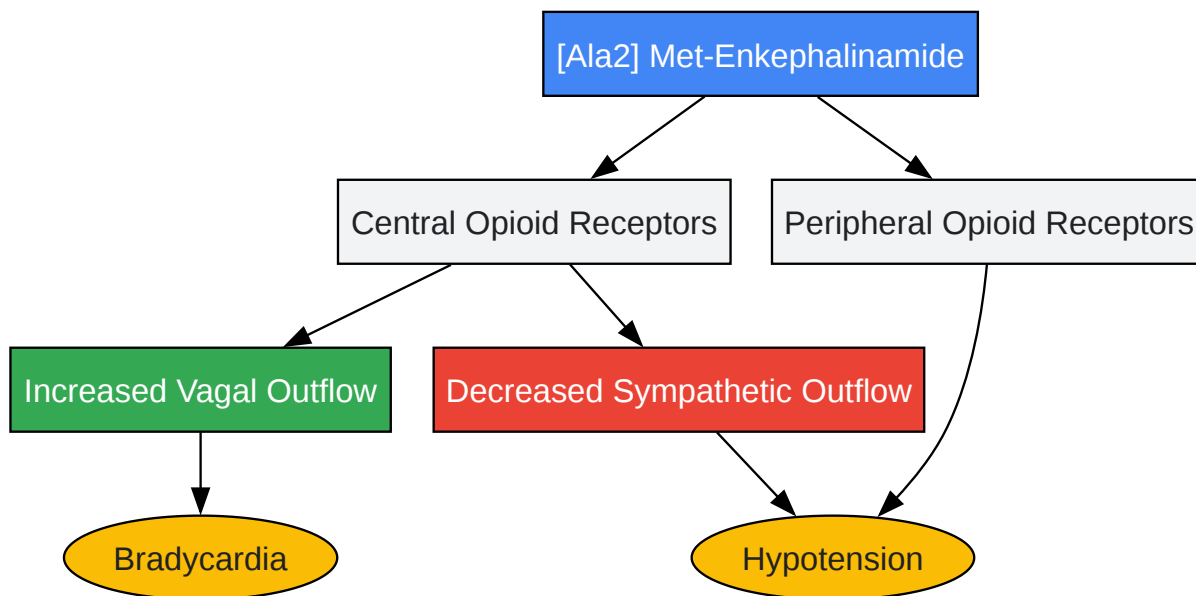 [Ala2] Met-Enkephalinamide
Central Opioid Receptors
Peripheral Opioid Receptors
Increased Vagal Outflow
Decreased Sympathetic Outflow
Bradycardia
Hypotension